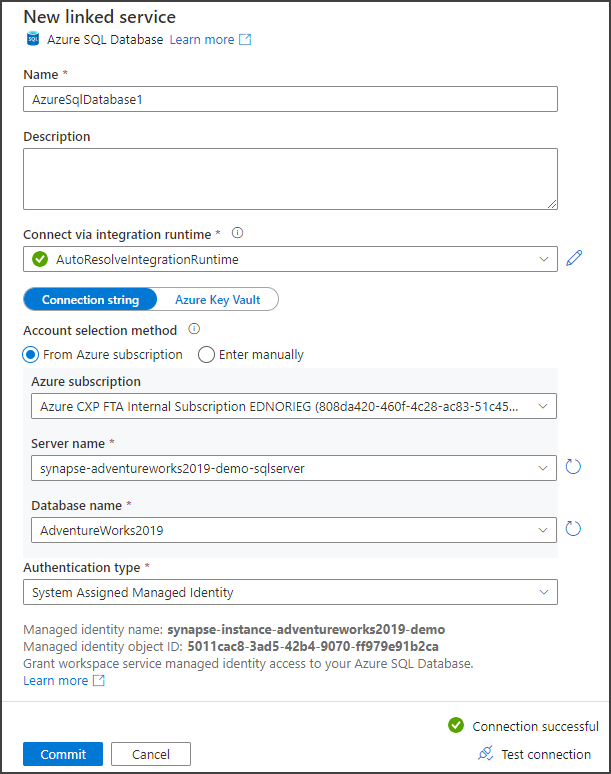 New linked service
SQL Azure SQL Database Learn more
Name *
AzureSqlDatabase1
Description
Connect via integration runtime *
AutoResolveIntegrationRuntime
Connection string Azure Key Vault
Account selection method
From Azure subscription Enter manually
Azure subscription
Azure CXP FTA Internal Subscription EDNORIEG (808da420-460f-4c28-ac83-51c45...
Server name *
synapse-adventureworks2019-demo-sqlserver
Database name *
AdventureWorks2019
Authentication type *
System Assigned Managed Identity
Managed identity name: synapse-instance-adventureworks2019-demo
Managed identity object ID: 5011cac8-3ad5-42b4-9070-ff979e91b2ca
Grant workspace service managed identity access to your Azure SQL Database.
Learn more
Connection successful
Commit Cancel Test connection